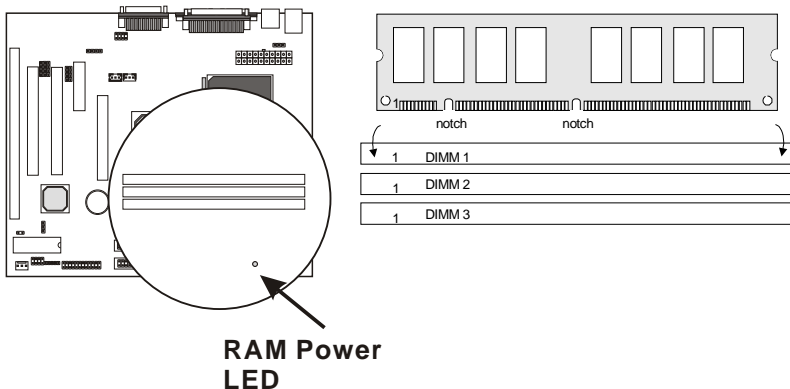 1
notch notch
1 DIMM 1
1 DIMM 2
1 DIMM 3
RAM Power
LED